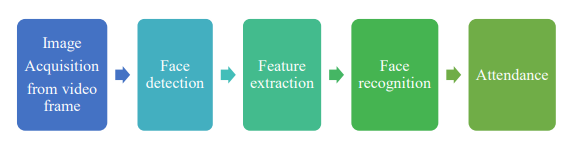 Image
Acquisition
from video
frame
Face
detection
Feature
extraction
Face
recognition
Attendance